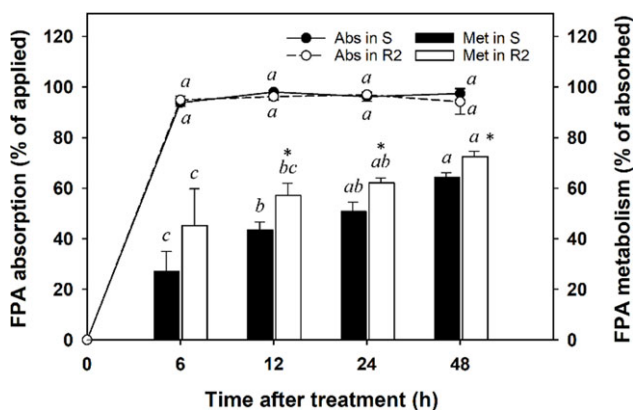 Abs in S Met in S
Abs in R2 Met in R2
FPA absorption (% of applied)
FPA metabolism (% of absorbed)
120 120
100 100
80 80
60 60
40 40
20 20
0 0
a a a a
a a a a
* * *
c bc ab a
c b ab a
0 6 12 24 48
Time after treatment (h)